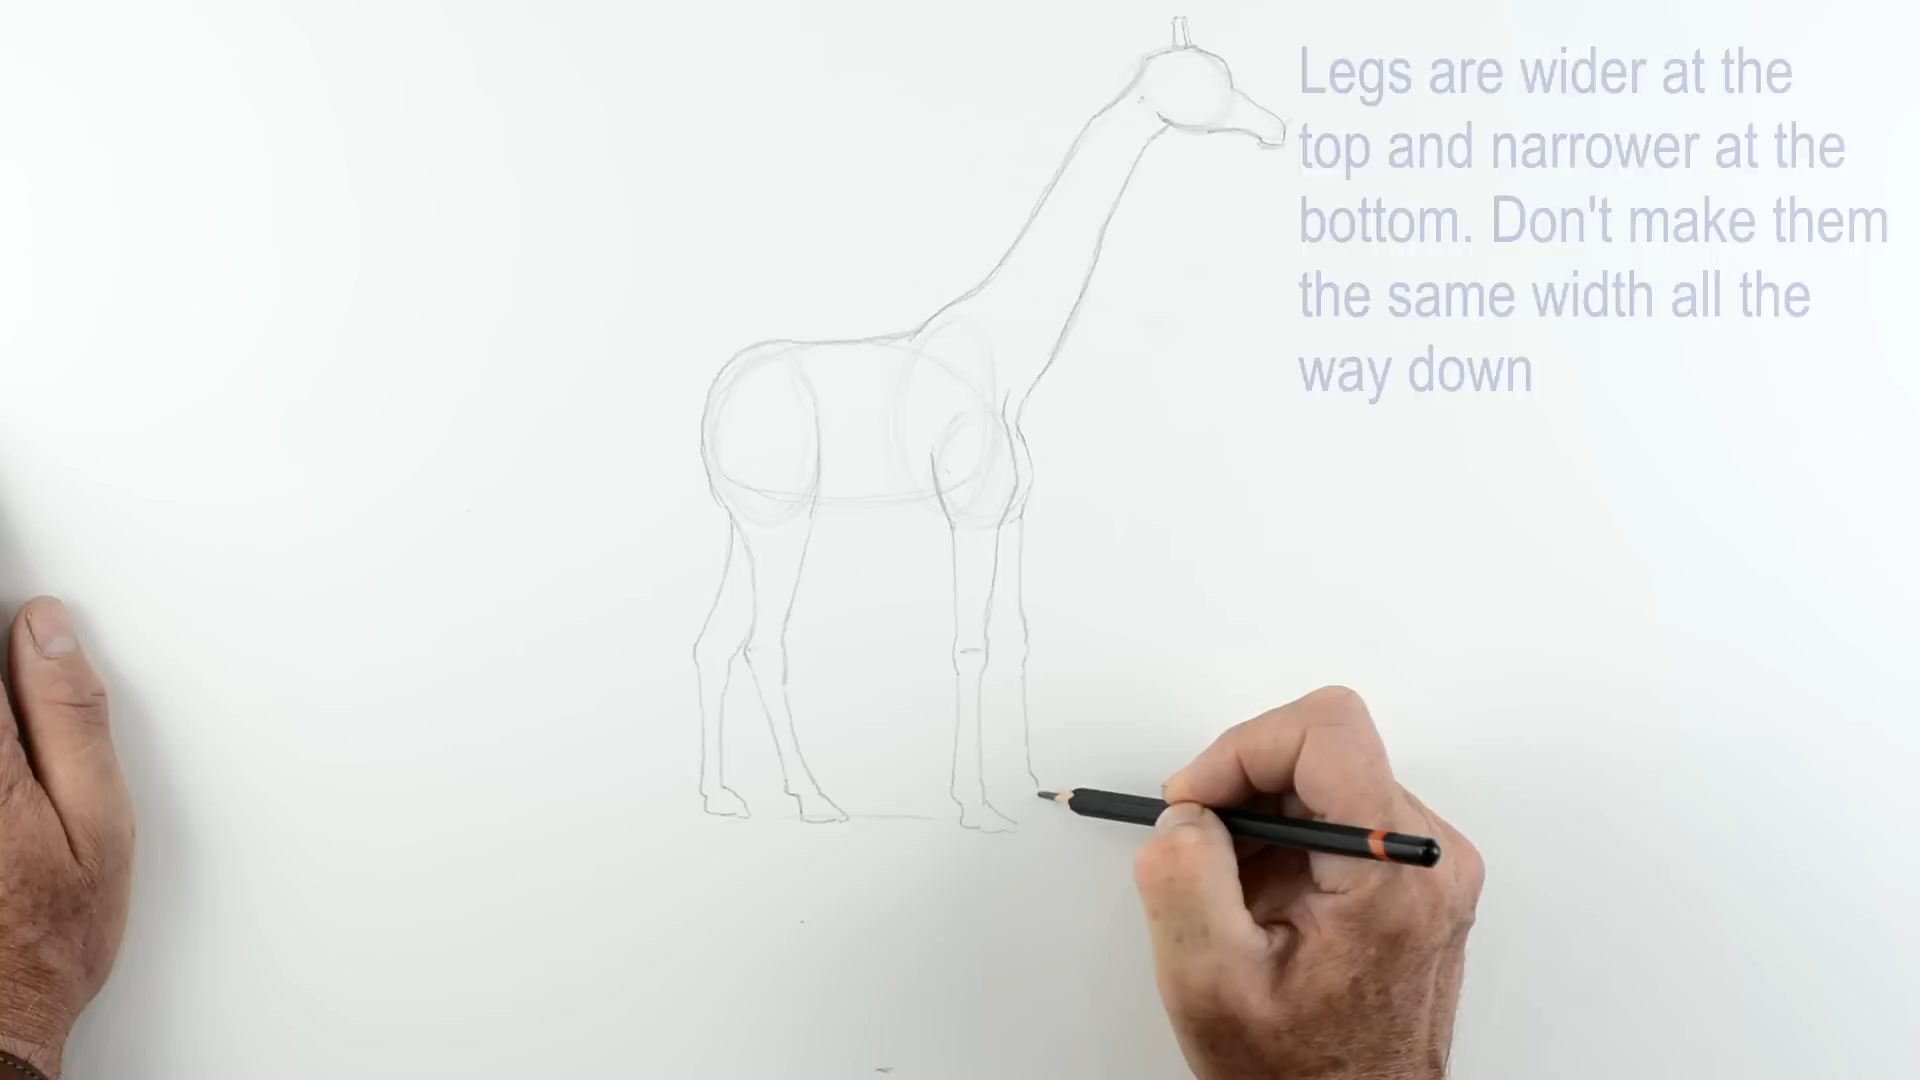 Legs are wider at the
top and narrower at the
bottom. Don't make them
the same width all the
way down